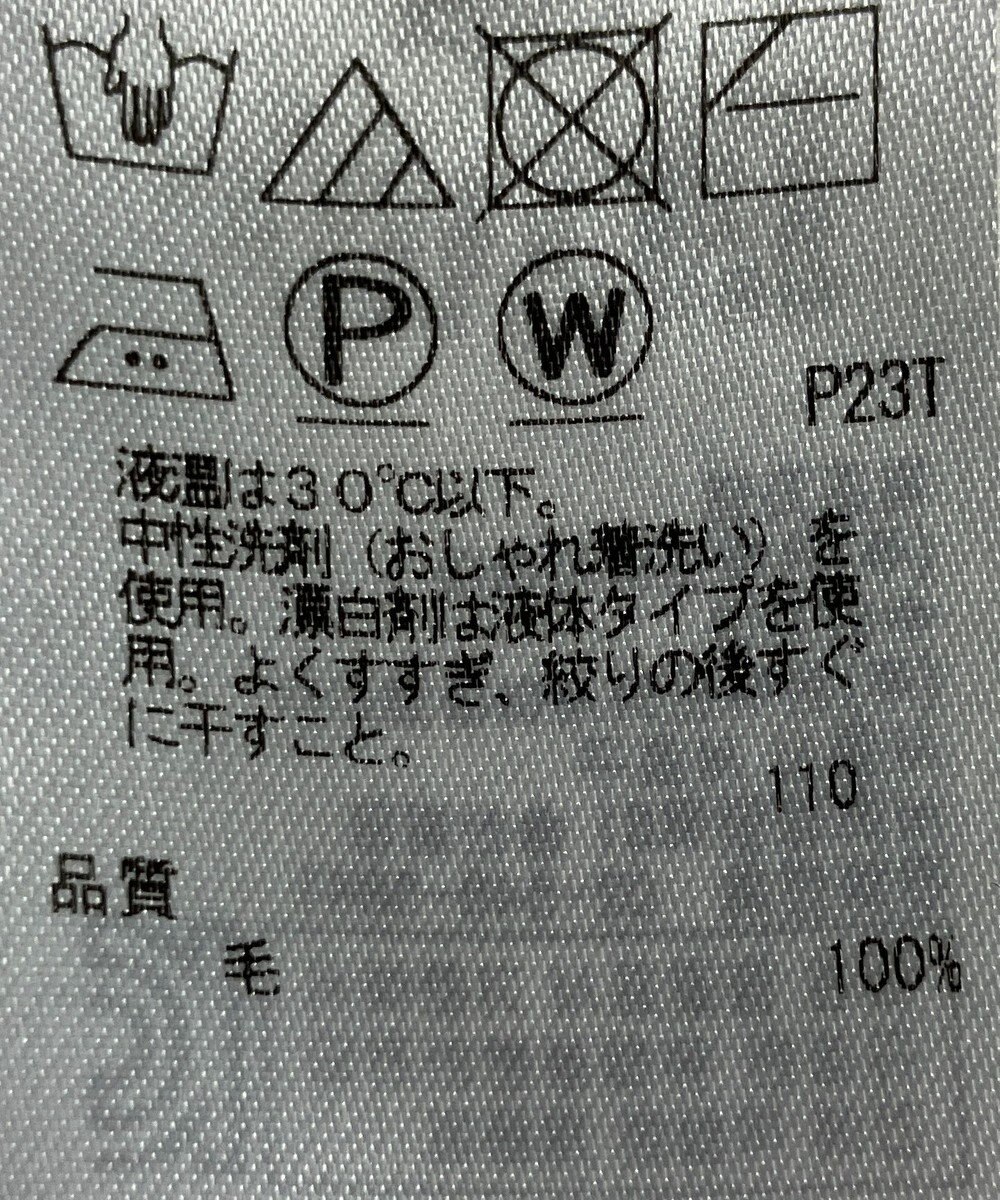 P W P23T
液温は30℃以下。
中性洗剤(おしゃれ着洗い)を
使用。漂白剤は液体タイプを使
用。よくすすぎ、絞りの後すぐ
に干すこと。
110
品質
毛 100%